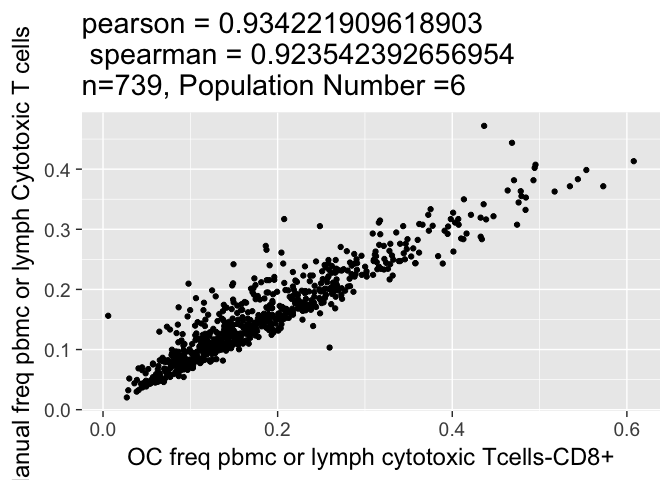 pearson = 0.934221909618903
spearman = 0.923542392656954
n=739, Population Number =6
anual freq pbmc or lymph Cytotoxic T cells
0.4
0.3
0.2
0.1
0.0
0.0 0.2 0.4 0.6
OC freq pbmc or lymph cytotoxic Tcells-CD8+